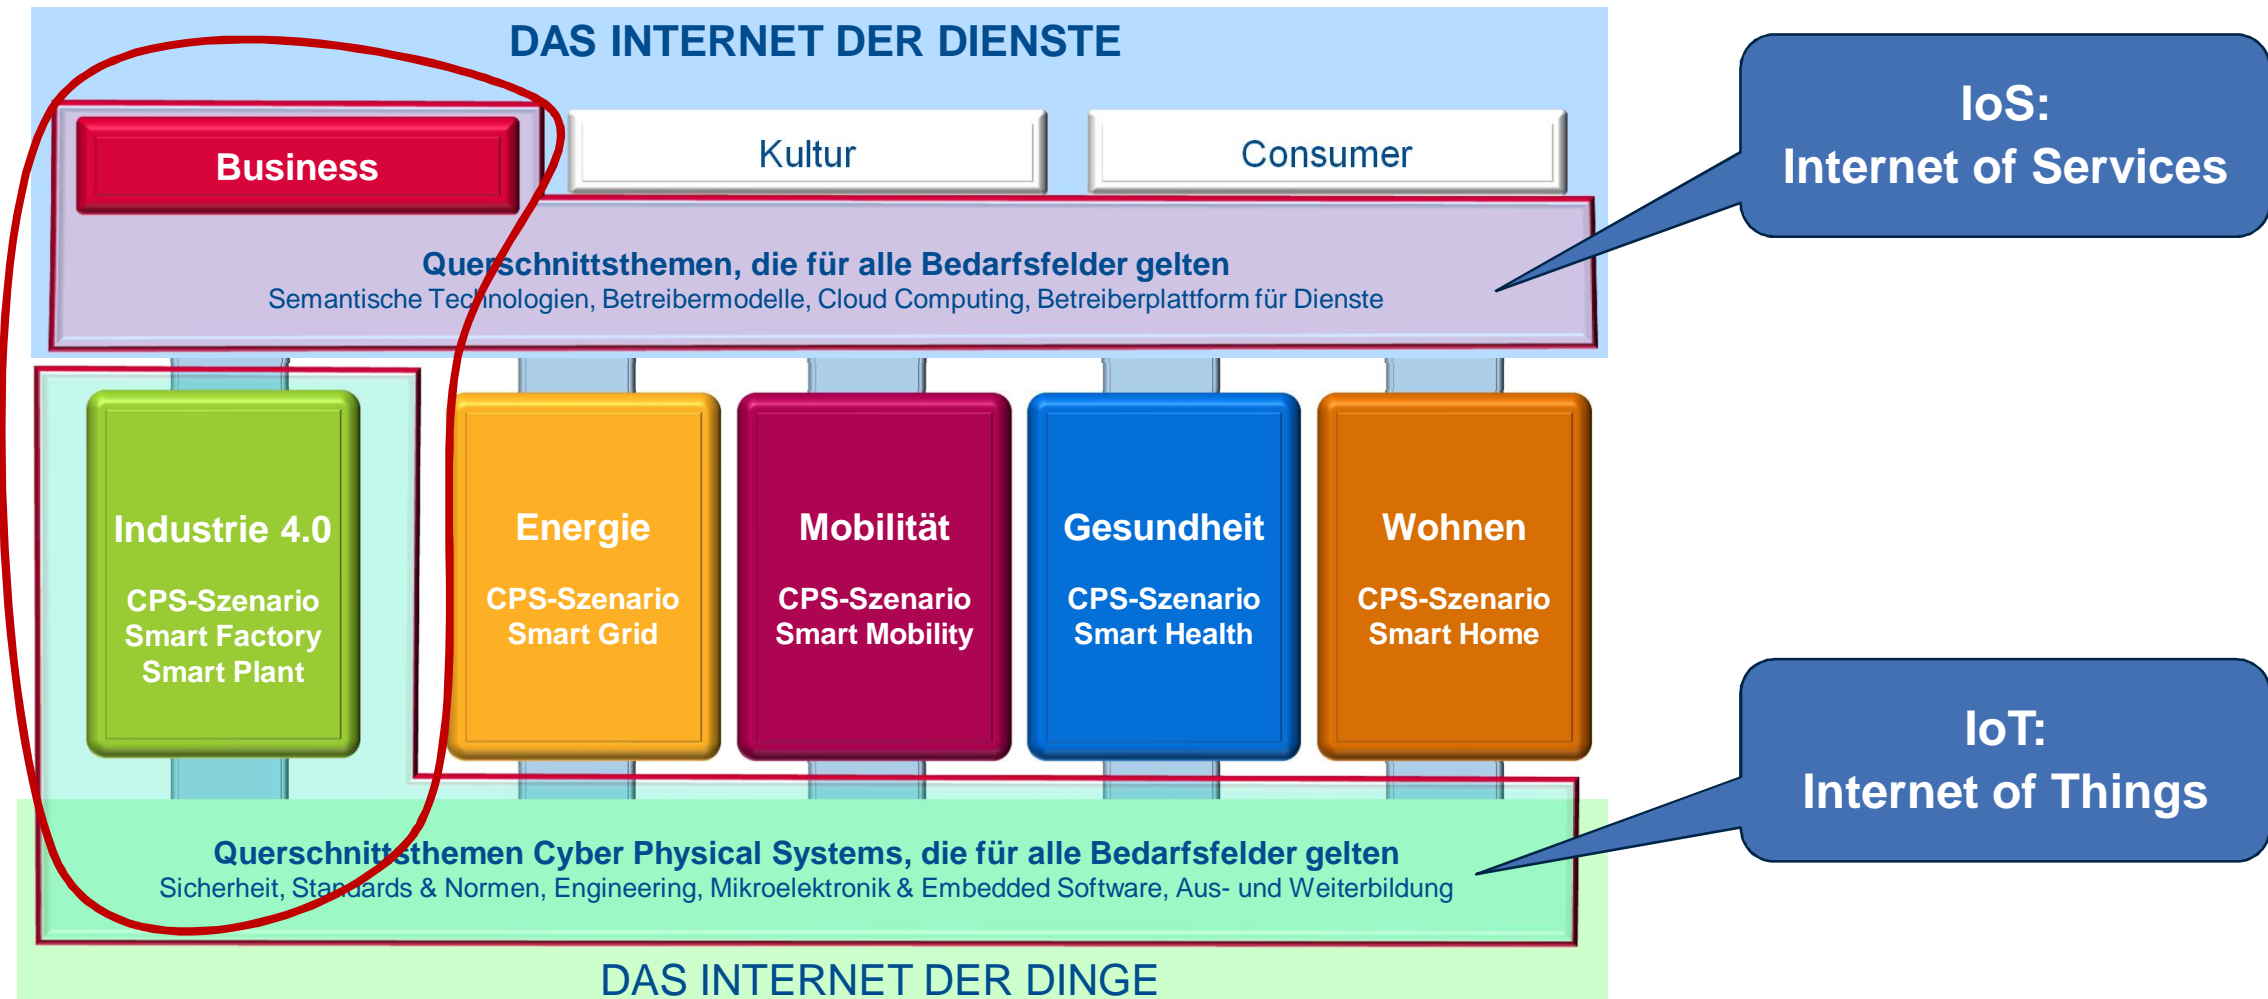 DAS INTERNET DER DIENSTE
Business
Kultur
Consumer
IoS:
Internet of Services
Querschnittsthemen, die für alle Bedarfsfelder gelten
Semantische Technologien, Betreibermodelle, Cloud Computing, Betreiberplattform für Dienste
Industrie 4.0
CPS-Szenario
Smart Factory
Smart Plant
Energie
CPS-Szenario
Smart Grid
Mobilität
CPS-Szenario
Smart Mobility
Gesundheit
CPS-Szenario
Smart Health
Wohnen
CPS-Szenario
Smart Home
IoT:
Internet of Things
Querschnittsthemen Cyber Physical Systems, die für alle Bedarfsfelder gelten
Sicherheit, Standards & Normen, Engineering, Mikroelektronik & Embedded Software, Aus- und Weiterbildung
DAS INTERNET DER DINGE